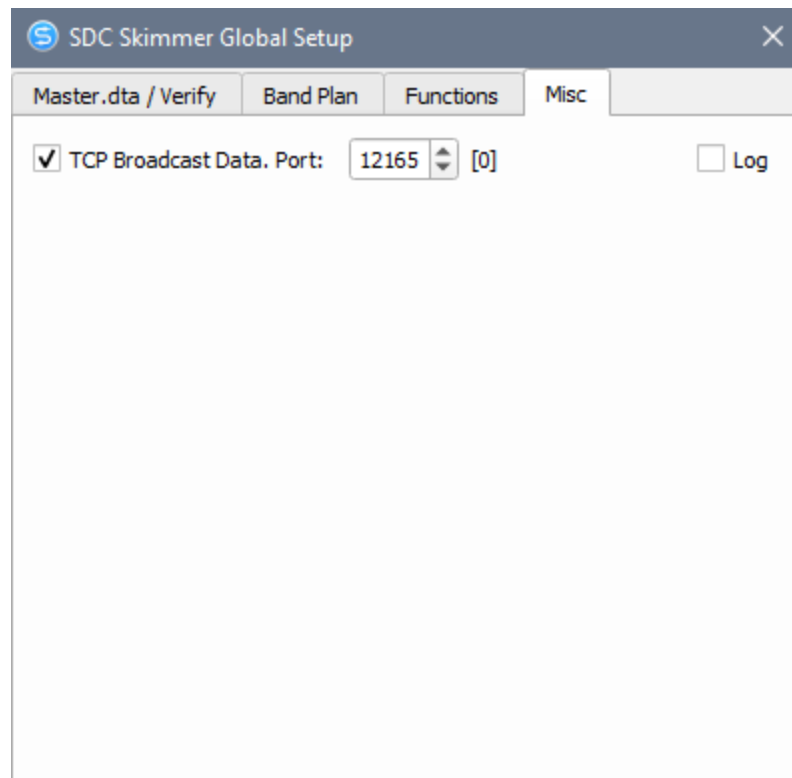 SDC Skimmer Global Setup
Master.dta / Verify Band Plan Functions Misc
TCP Broadcast Data. Port: 12165 [0] Log